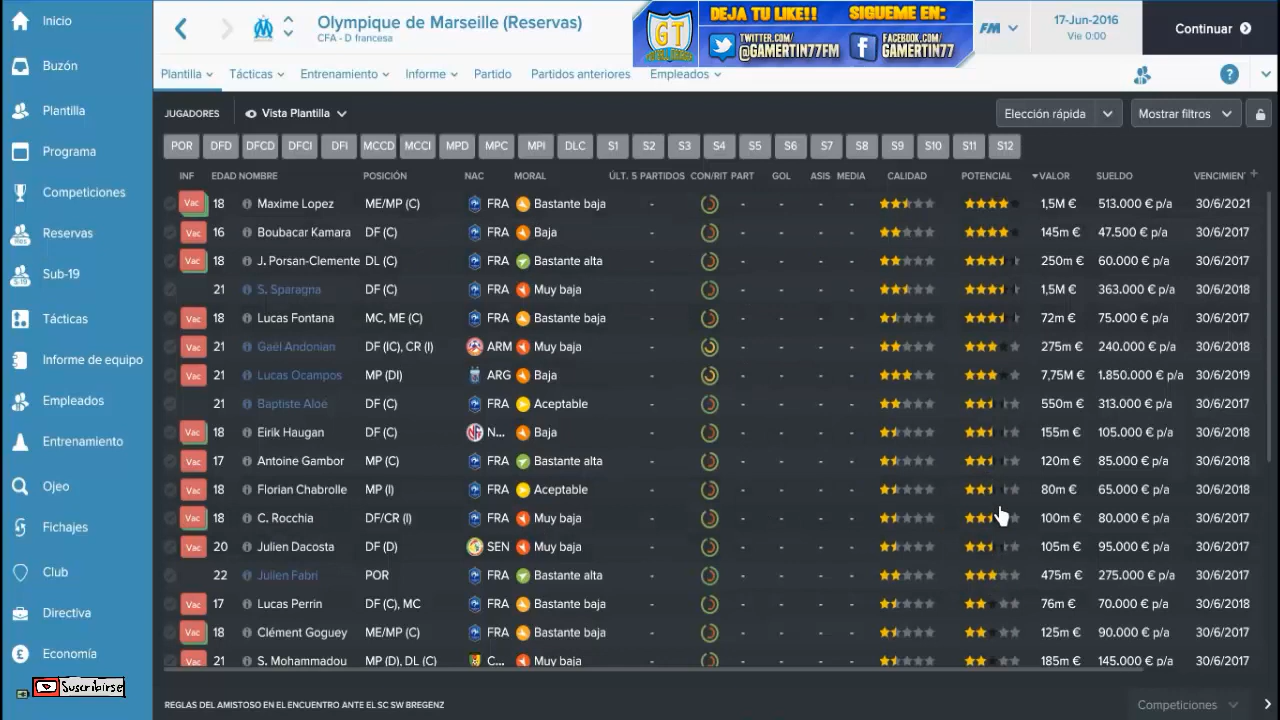 Inicio
Buzón
Plantilla
Programa
Competiciones
Reservas
Sub-19
Tácticas
Informe de equipo
Empleados
Entrenamiento
Ojeo
Fichajes
Club
Directiva
Economía
Suscribirse
Olympique de Marseille (Reservas)
CFA - D francesa
GT
DEJA TU LIKE!! SIGUEME EN:
TWITTER.COM/ @GAMERTIN77FM
FACEBOOK.COM/ GAMERTIN77
FM
17-Jun-2016
Vie 0:00
Continuar
Plantilla Tácticas Entrenamiento Informe Partido Partidos anteriores Empleados
JUGADORES Vista Plantilla Elección rápida Mostrar filtros
POR DFD DFCD DFCI DFI MCCD MCCI MPD MPC MPI DLC S1 S2 S3 S4 S5 S6 S7 S8 S9 S10 S11 S12
INF EDAD NOMBRE POSICIÓN NAC MORAL ÚLT. 5 PARTIDOS CON/RIT PART GOL ASIS MEDIA CALIDAD POTENCIAL VALOR SUELDO VENCIMIEN +
Vac 18 Maxime Lopez ME/MP (C) FRA Bastante baja - - - - - 1,5M € 513.000 € p/a 30/6/2021
Vac 16 Boubacar Kamara DF (C) FRA Baja - - - - - 145m € 47.500 € p/a 30/6/2017
Vac 18 J. Porsan-Clemente DL (C) FRA Bastante alta - - - - - 250m € 60.000 € p/a 30/6/2017
21 S. Sparagna DF (C) FRA Muy baja - - - - - 1,5M € 363.000 € p/a 30/6/2018
Vac 18 Lucas Fontana MC, ME (C) FRA Bastante baja - - - - - 72m € 75.000 € p/a 30/6/2018
Vac 21 Gaël Andonian DF (IC), CR (I) ARM Muy baja - - - - - 275m € 240.000 € p/a 30/6/2018
Vac 21 Lucas Ocampos MP (DI) ARG Baja - - - - - 7,75M € 1.850.000 € p/a 30/6/2019
21 Baptiste Aloè DF (C) FRA Aceptable - - - - - 550m € 313.000 € p/a 30/6/2017
Vac 18 Eirik Haugan DF (C) N... Baja - - - - - 155m € 105.000 € p/a 30/6/2018
Vac 17 Antoine Gambor MP (C) FRA Bastante alta - - - - - 120m € 85.000 € p/a 30/6/2018
Vac 18 Florian Chabrolle MP (I) FRA Aceptable - - - - - 80m € 65.000 € p/a 30/6/2018
Vac 18 C. Rocchia DF/CR (I) FRA Muy baja - - - - - 100m € 80.000 € p/a 30/6/2017
Vac 20 Julien Dacosta DF (D) SEN Muy baja - - - - - 105m € 95.000 € p/a 30/6/2017
22 Julien Fabri POR FRA Bastante alta - - - - - 475m € 275.000 € p/a 30/6/2017
Vac 17 Lucas Perrin DF (C), MC FRA Bastante baja - - - - - 76m € 70.000 € p/a 30/6/2018
Vac 18 Clément Goguey ME/MP (C) FRA Bastante baja - - - - - 125m € 90.000 € p/a 30/6/2017
Vac 21 S. Mohammadou MP (D), DL (C) C... Muy baja - - - - - 185m € 145.000 € p/a 30/6/2017
REGLAS DEL AMISTOSO EN EL ENCUENTRO ANTE EL SC SW BREGENZ
Competiciones